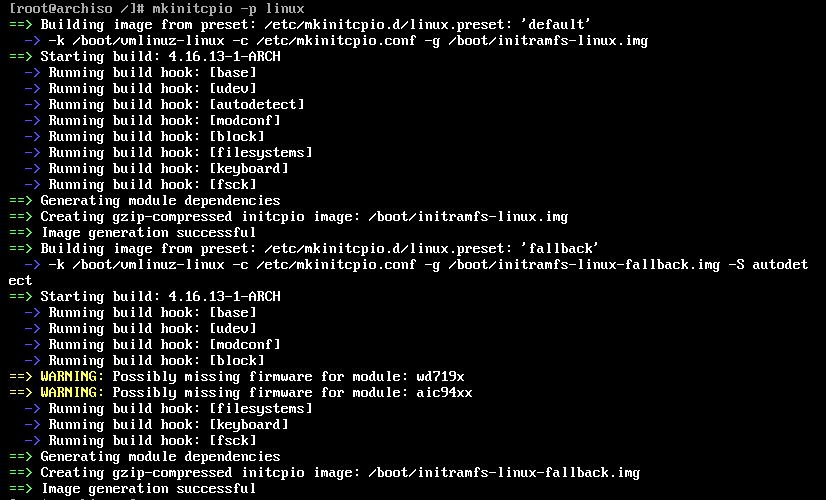 [root@archiso /]# mkinitcpio -p linux
==> Building image from preset: /etc/mkinitcpio.d/linux.preset: 'default'
  -> -k /boot/vmlinuz-linux -c /etc/mkinitcpio.conf -g /boot/initramfs-linux.img
==> Starting build: 4.16.13-1-ARCH
  -> Running build hook: [base]
  -> Running build hook: [udev]
  -> Running build hook: [autodetect]
  -> Running build hook: [modconf]
  -> Running build hook: [block]
  -> Running build hook: [filesystems]
  -> Running build hook: [keyboard]
  -> Running build hook: [fsck]
==> Generating module dependencies
==> Creating gzip-compressed initcpio image: /boot/initramfs-linux.img
==> Image generation successful
==> Building image from preset: /etc/mkinitcpio.d/linux.preset: 'fallback'
  -> -k /boot/vmlinuz-linux -c /etc/mkinitcpio.conf -g /boot/initramfs-linux-fallback.img -S autodet
ect
==> Starting build: 4.16.13-1-ARCH
  -> Running build hook: [base]
  -> Running build hook: [udev]
  -> Running build hook: [modconf]
  -> Running build hook: [block]
==> WARNING: Possibly missing firmware for module: wd719x
==> WARNING: Possibly missing firmware for module: aic94xx
  -> Running build hook: [filesystems]
  -> Running build hook: [keyboard]
  -> Running build hook: [fsck]
==> Generating module dependencies
==> Creating gzip-compressed initcpio image: /boot/initramfs-linux-fallback.img
==> Image generation successful